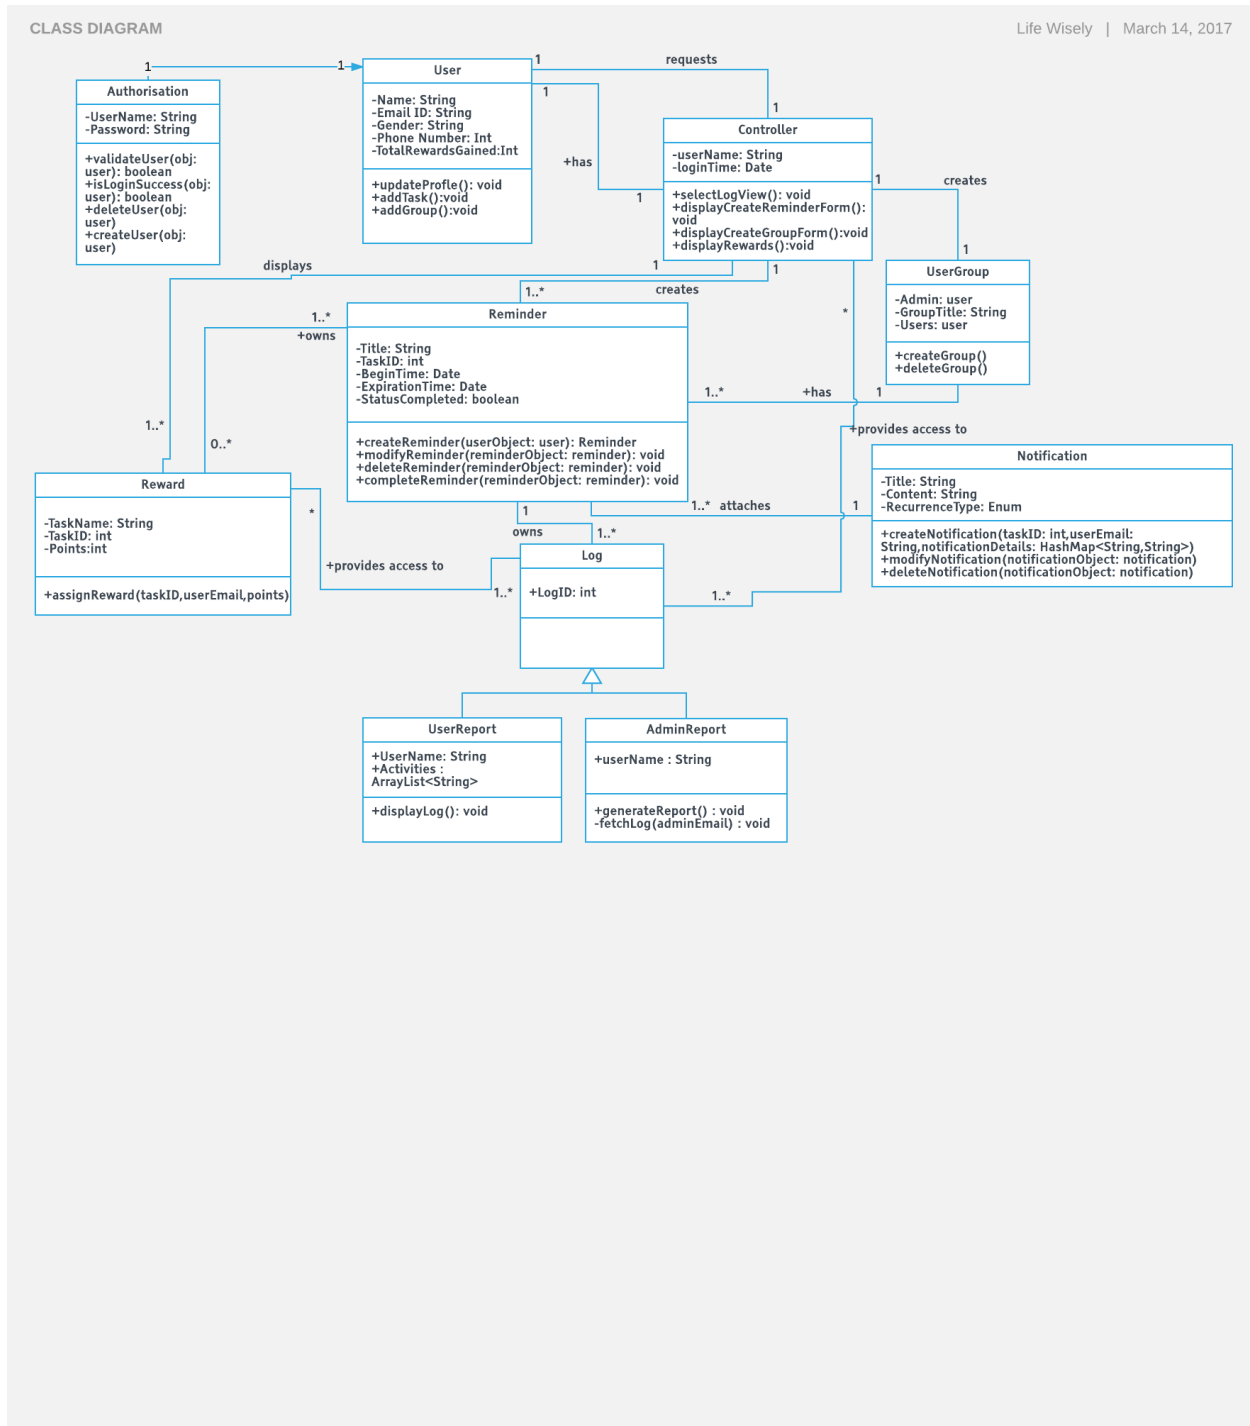 CLASS DIAGRAM
Life Wisely | March 14, 2017
1
1
User
-Name: String
-Email ID: String
-Gender: String
-Phone Number: Int
-TotalRewardsGained:Int
+updateProfle(): void
+addTask():void
+addGroup():void
1
requests
1
1
+has
1
Authorisation
-UserName: String
-Password: String
+validateUser(obj:
user): boolean
+isLoginSuccess(obj:
user): boolean
+deleteUser(obj:
user)
+createUser(obj:
user)
Controller
-userName: String
-loginTime: Date
+selectLogView(): void
+displayCreateReminderForm():
void
+displayCreateGroupForm():void
+displayRewards():void
1
creates
1
UserGroup
-Admin: user
-GroupTitle: String
-Users: user
+createGroup()
+deleteGroup()
displays
1
1
1..*
creates
*
1..*
+owns
Reminder
-Title: String
-TaskID: int
-BeginTime: Date
-ExpirationTime: Date
-StatusCompleted: boolean
+createReminder(userObject: user): Reminder
+modifyReminder(reminderObject: reminder): void
+deleteReminder(reminderObject: reminder): void
+completeReminder(reminderObject: reminder): void
1..*
+has
1
1..*
0..*
+provides access to
Notification
-Title: String
-Content: String
-RecurrenceType: Enum
+createNotification(taskID: int,userEmail:
String,notificationDetails: HashMap<String,String>)
+modifyNotification(notificationObject: notification)
+deleteNotification(notificationObject: notification)
Reward
-TaskName: String
-TaskID: int
-Points:int
+assignReward(taskID,userEmail,points)
*
1
owns
1..*
1..*
attaches
1
+provides access to
1..*
Log
+LogID: int
1..*
UserReport
+UserName: String
+Activities :
ArrayList<String>
+displayLog(): void
AdminReport
+userName : String
+generateReport() : void
-fetchLog(adminEmail) : void